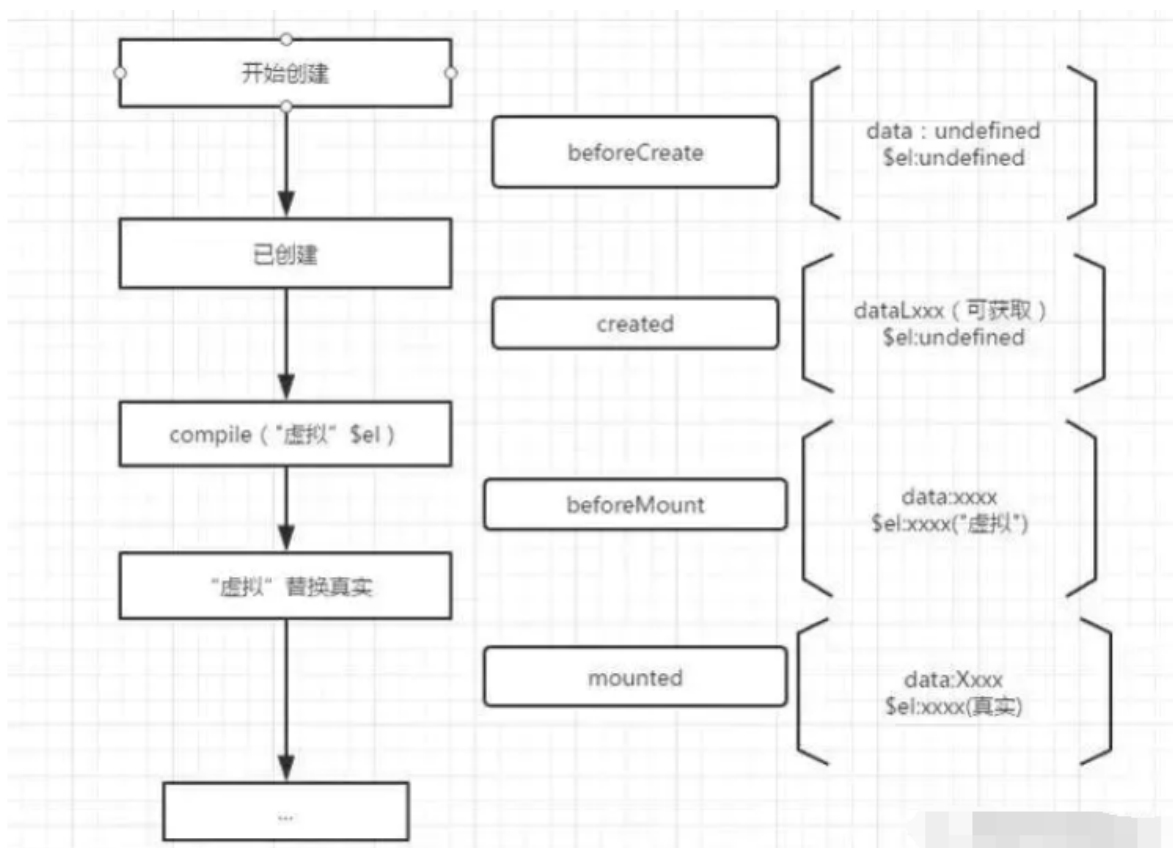 开始创建
beforeCreate
data：undefined
$el:undefined
已创建
created
dataLxxx（可获取）
$el:undefined
compile（"虚拟" $el）
beforeMount
data:xxxx
$el:xxxx("虚拟")
“虚拟”替换真实
mounted
data:Xxxx
$el:xxxx(真实)
...